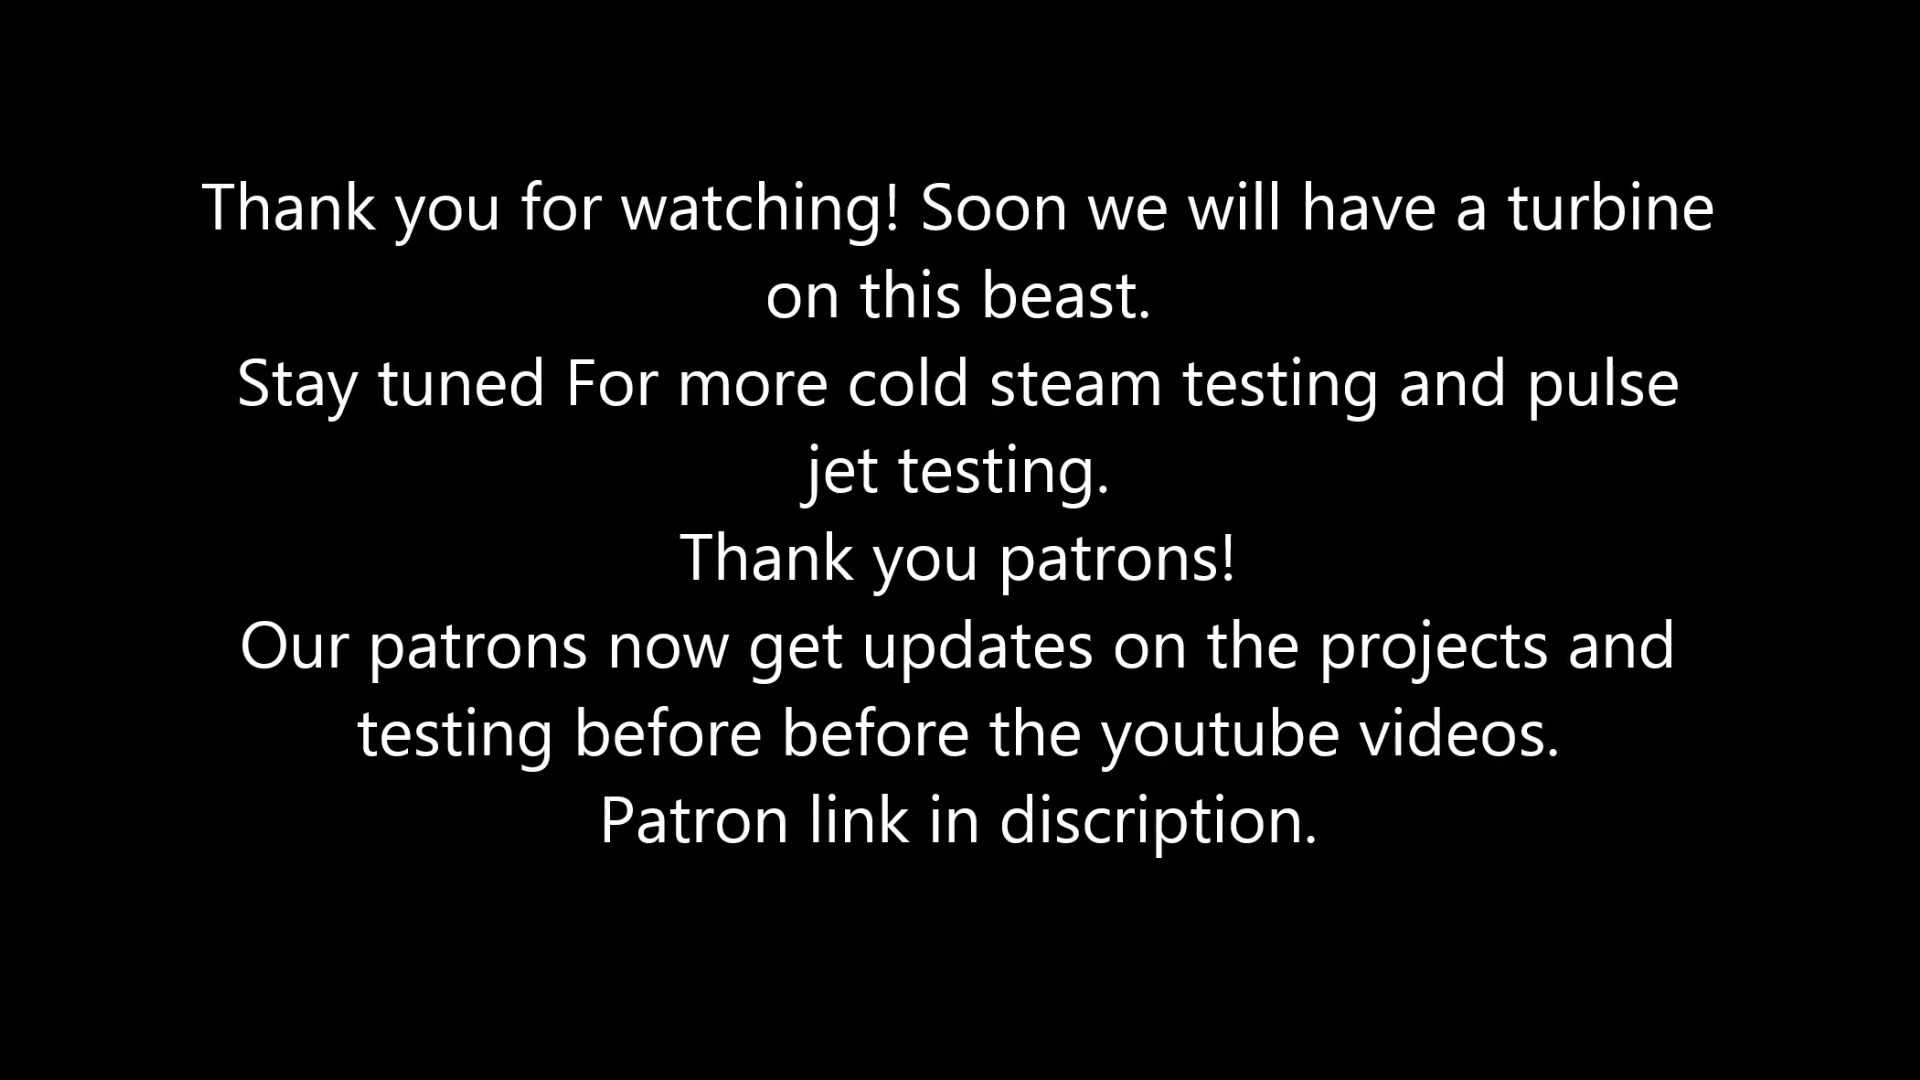 Thank you for watching! Soon we will have a turbine
on this beast.
Stay tuned For more cold steam testing and pulse
jet testing.
Thank you patrons!
Our patrons now get updates on the projects and
testing before before the youtube videos.
Patron link in discription.